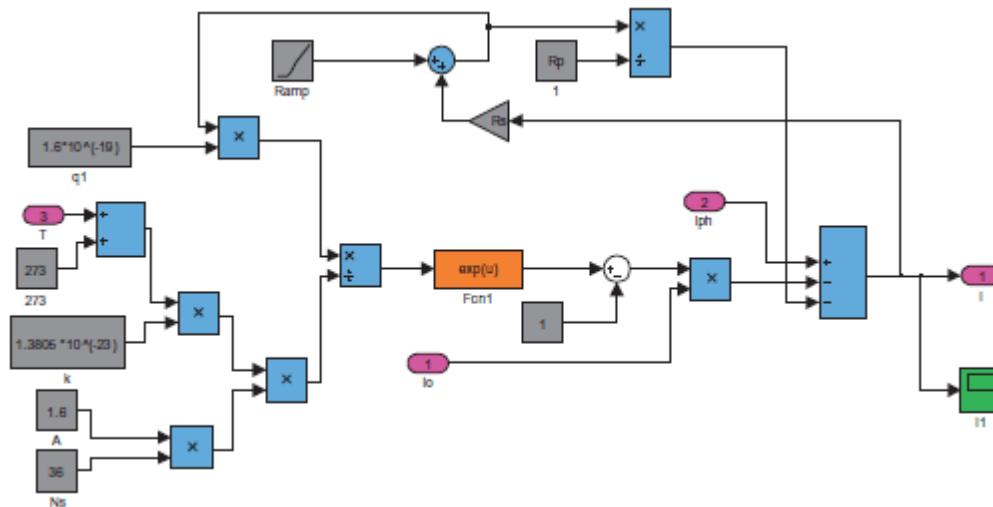 Ramp
Rp
1
Rs
1.6*10^(-19)
q1
3
T
2
Iph
273
273
exp(u)
Fcn1
1
1
I
1.3805 *10^(-23)
k
1
Io
1.6
A
I1
36
Ns